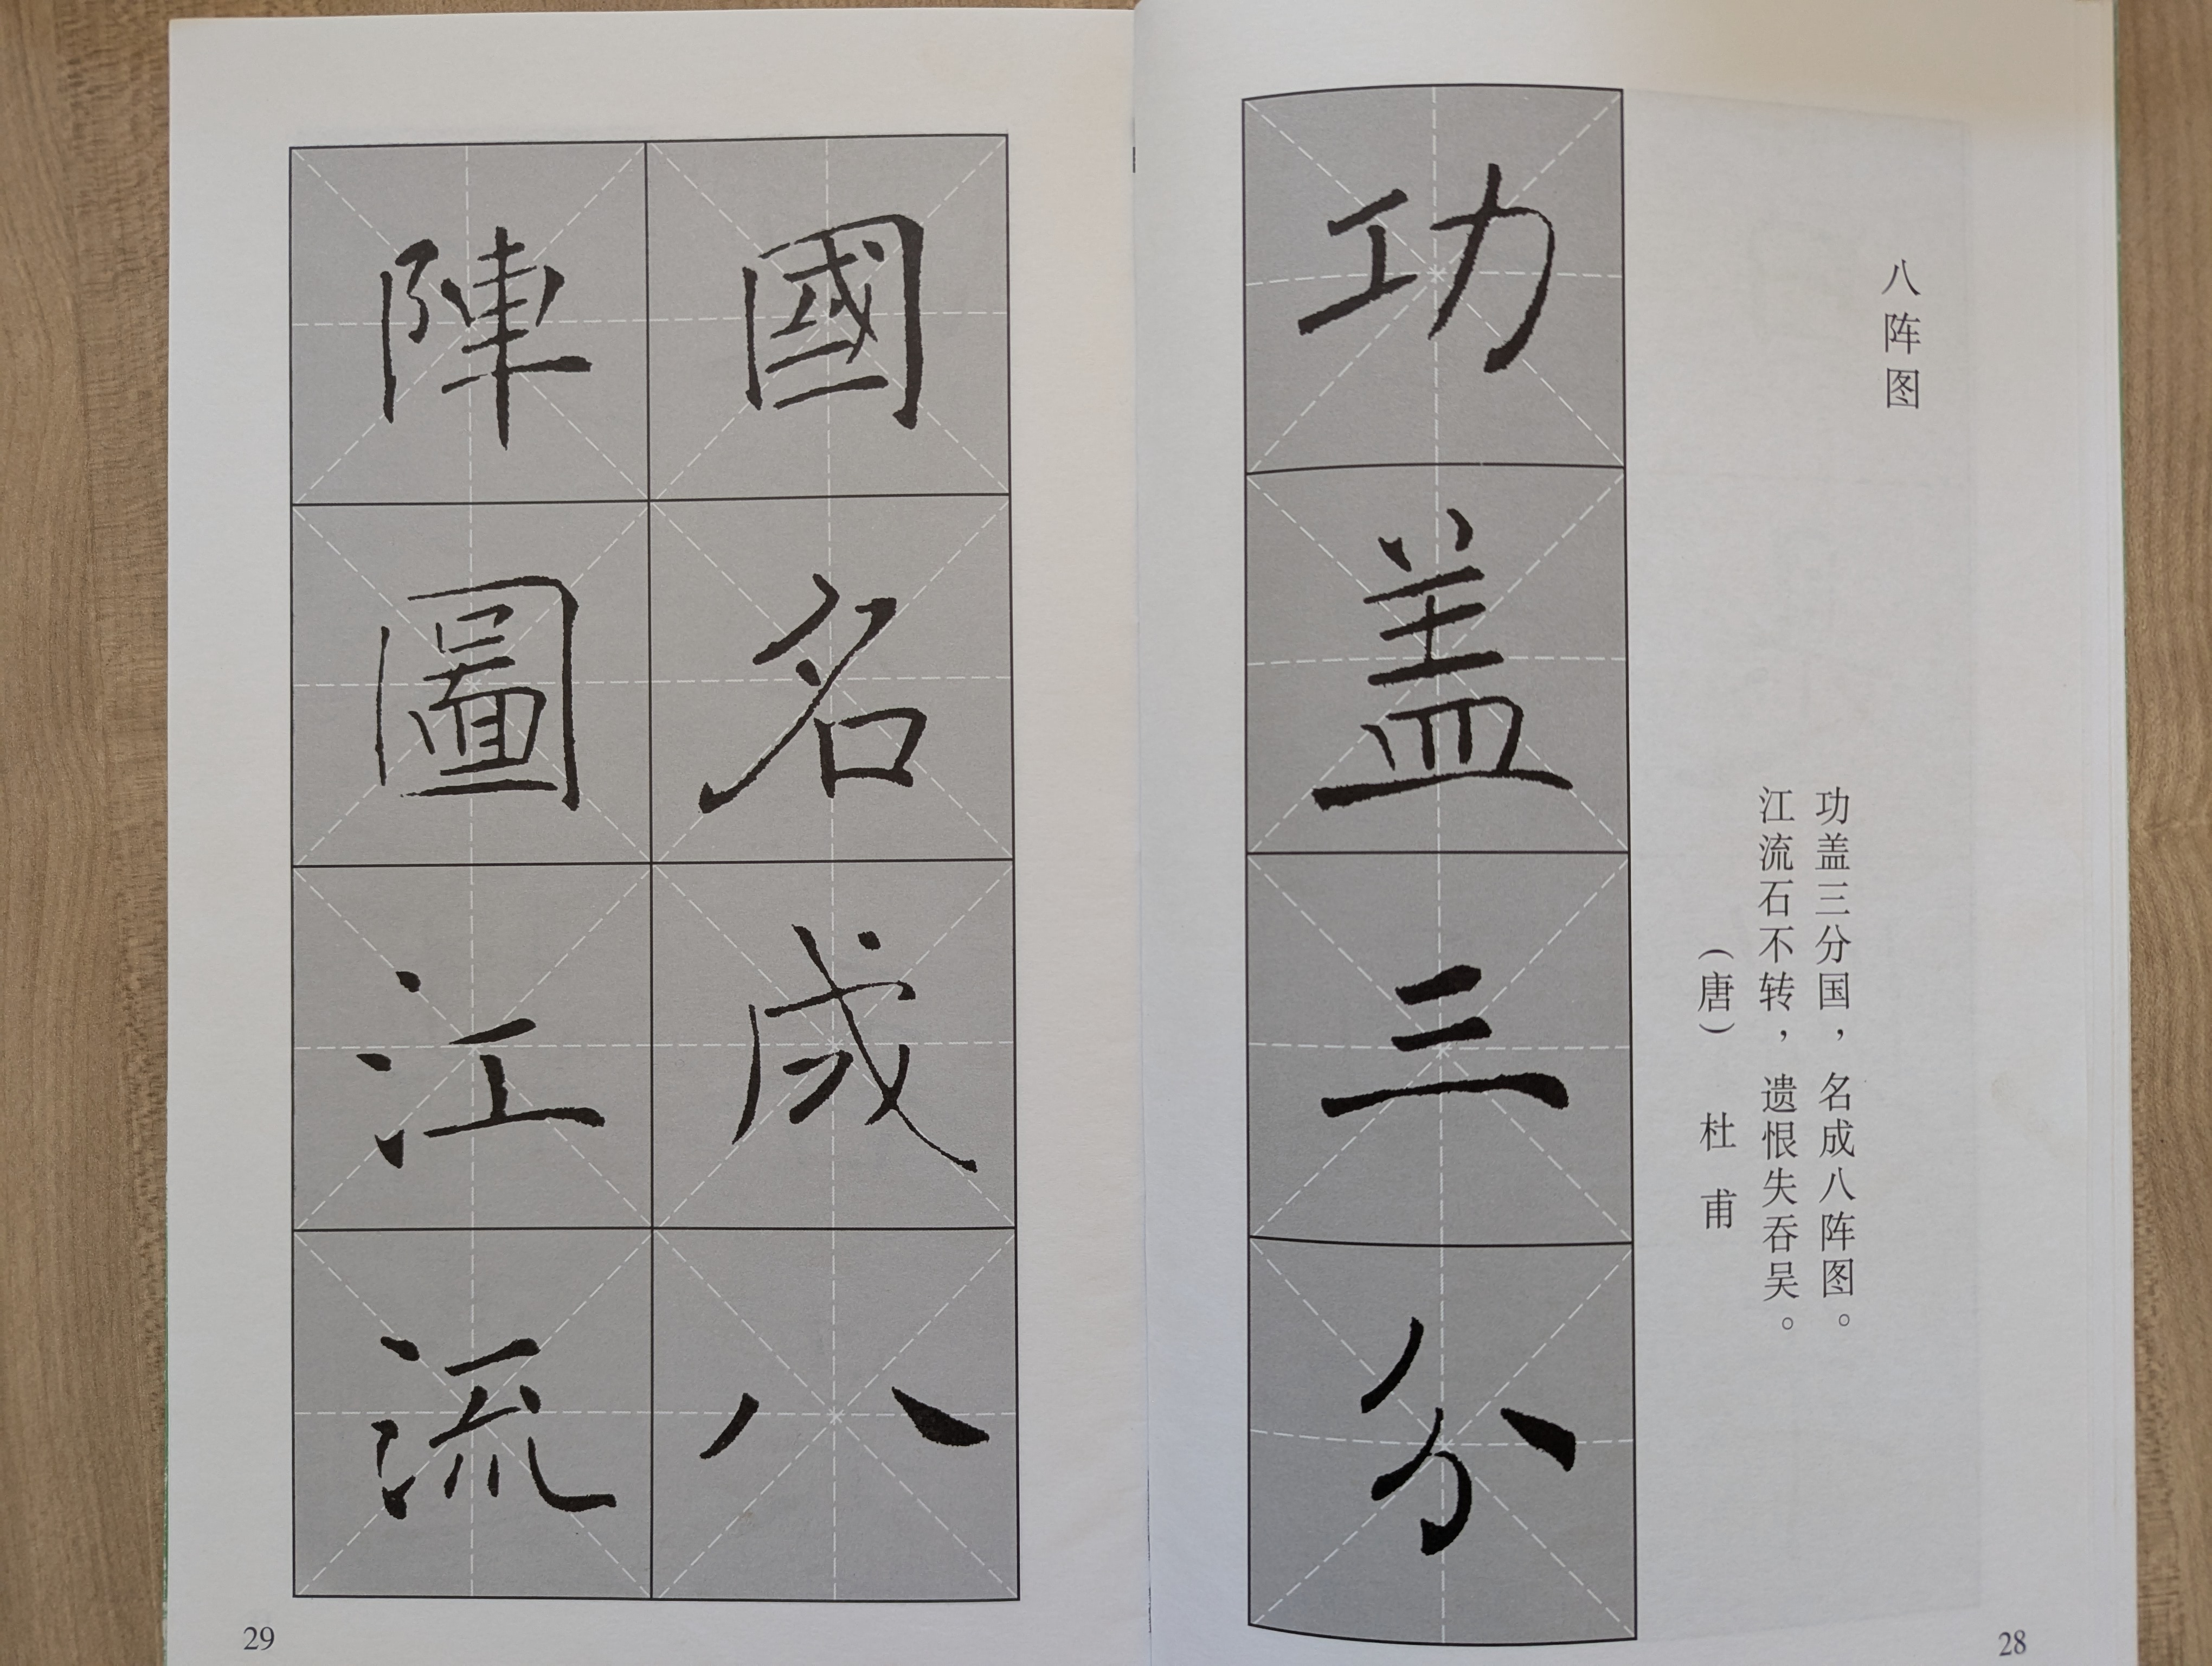 八阵图
功盖三分国，名成八阵图。
江流石不转，遗恨失吞吴。
（唐） 杜甫
功盖三分
28
國名成八
陣圖江流
29